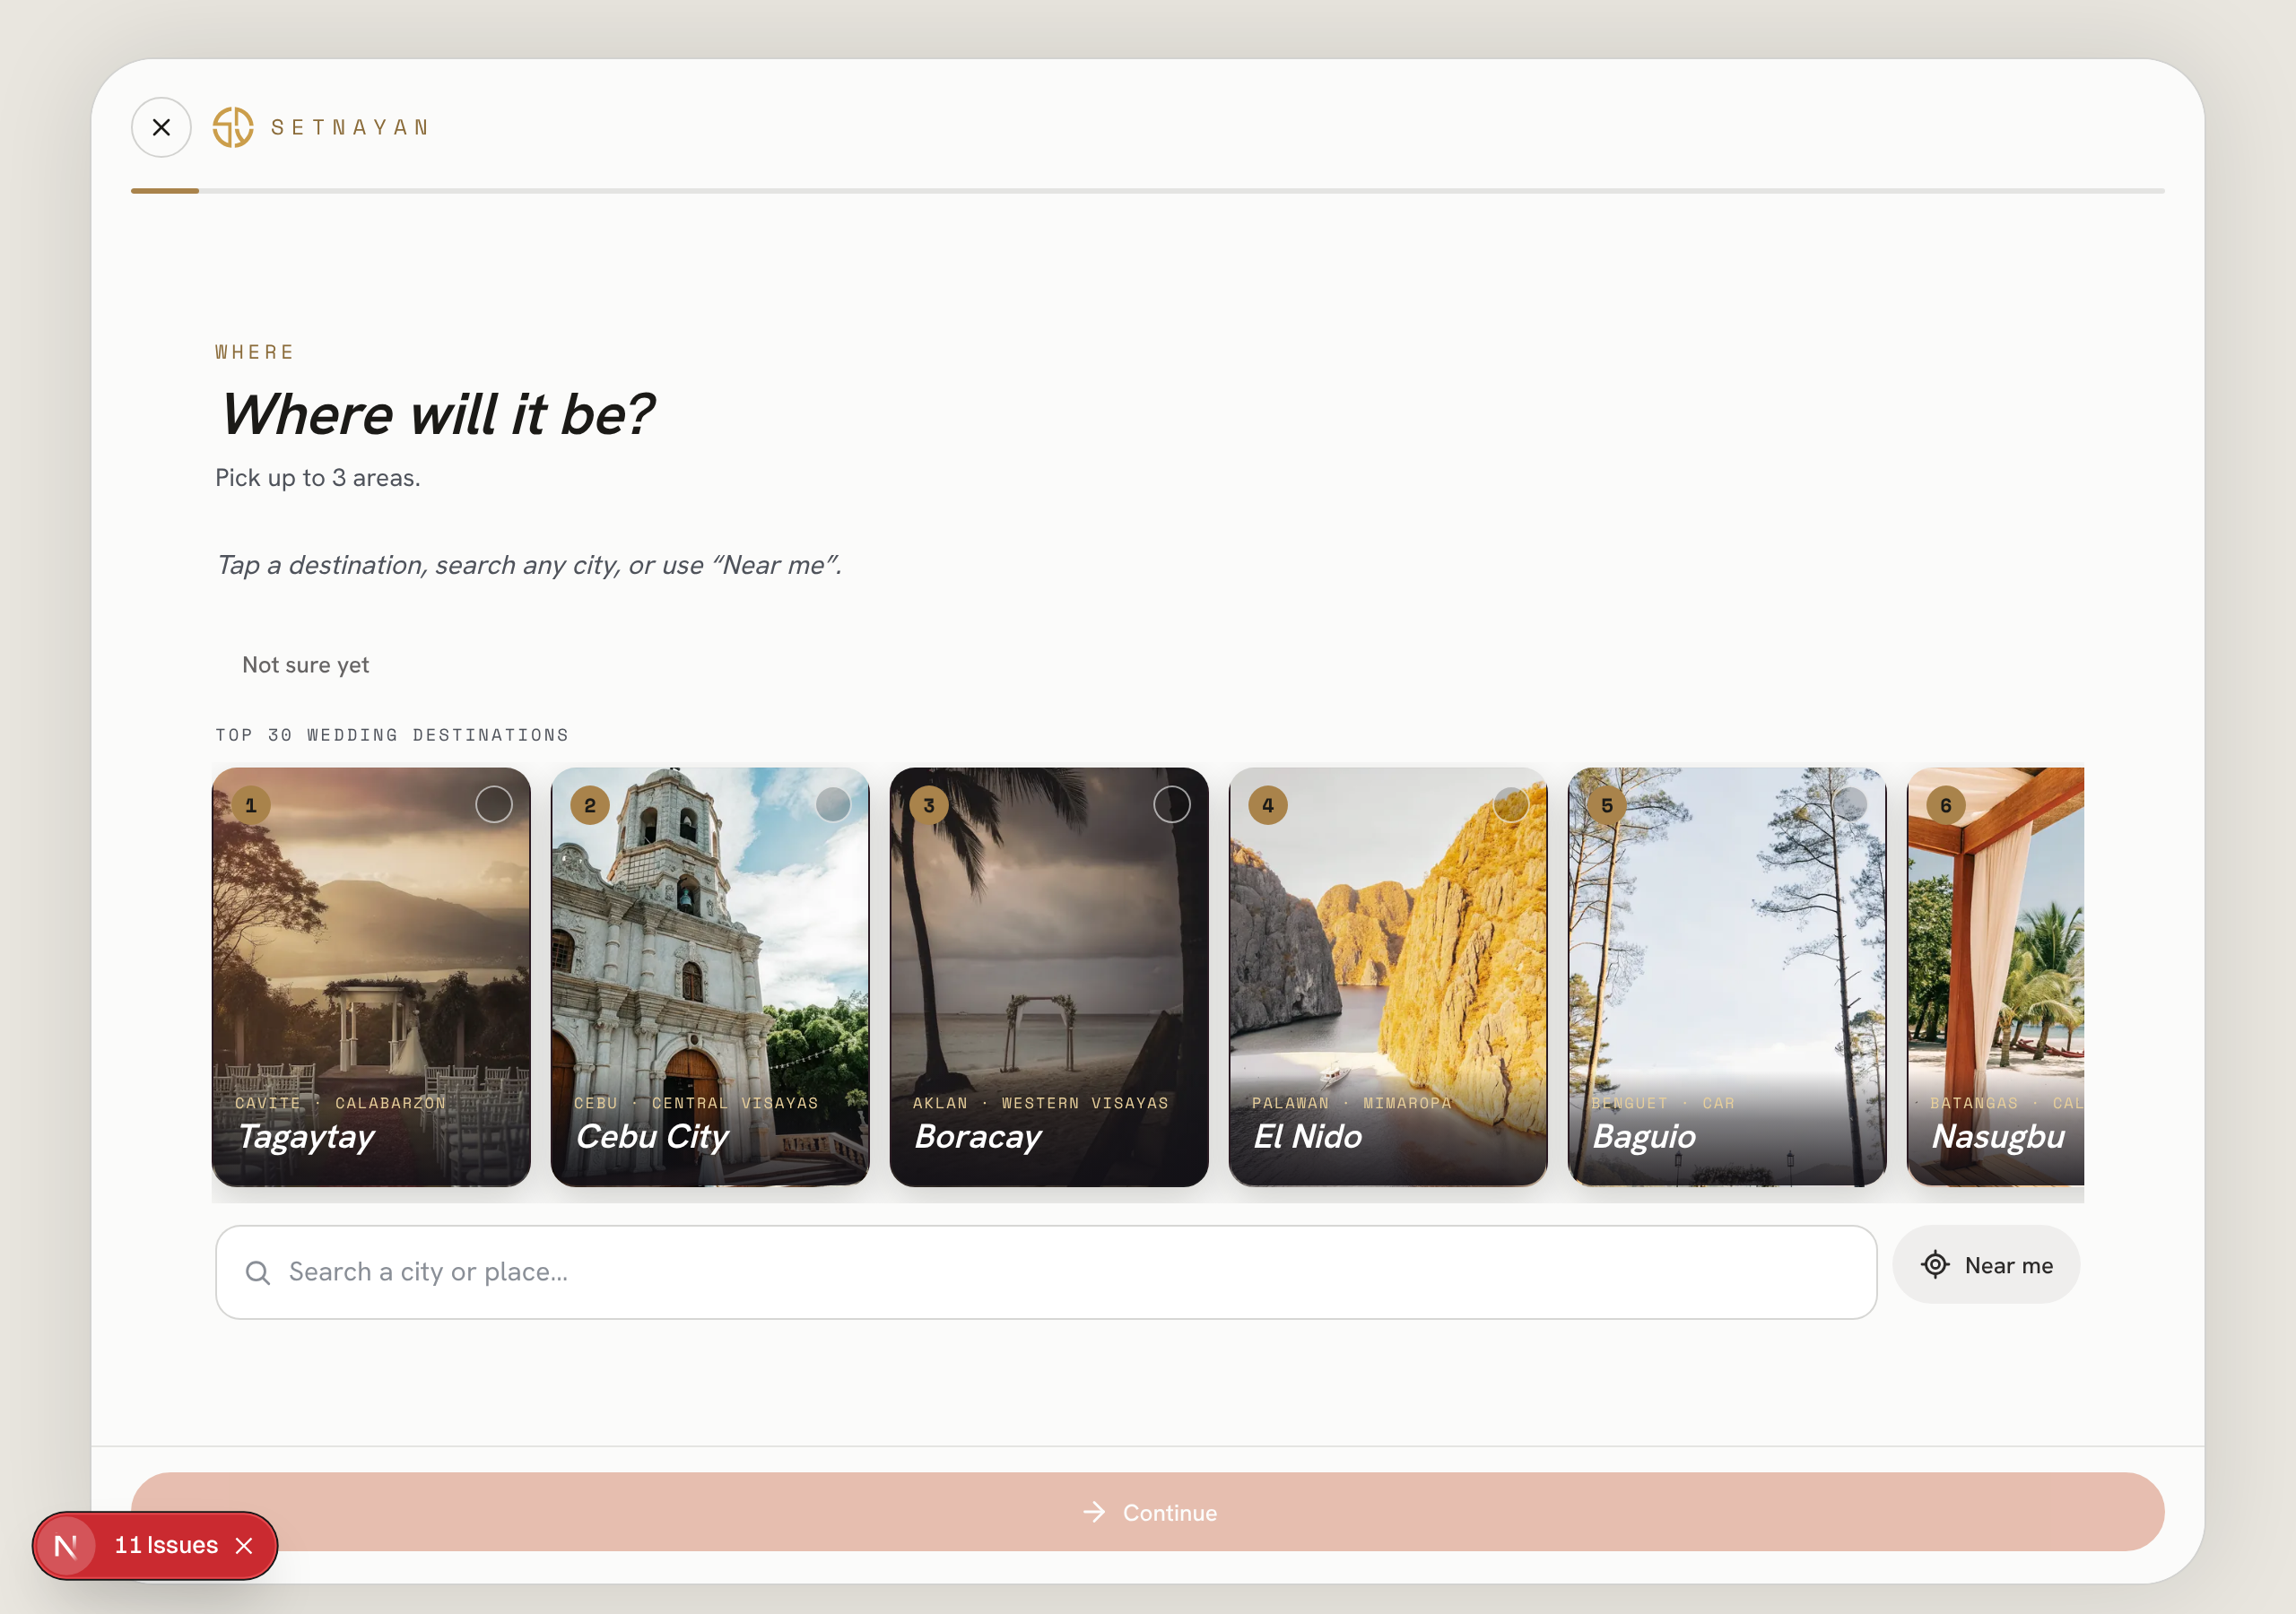 SETNAYAN
WHERE
Where will it be?
Pick up to 3 areas.
Tap a destination, search any city, or use “Near me”.
Not sure yet
TOP 30 WEDDING DESTINATIONS
1
CAVITE · CALABARZON
Tagaytay
2
CEBU · CENTRAL VISAYAS
Cebu City
3
AKLAN · WESTERN VISAYAS
Boracay
4
PALAWAN · MIMAROPA
El Nido
5
BENGUET · CAR
Baguio
6
BATANGAS · CAL
Nasugbu
Search a city or place...
Near me
Continue
N
11 Issues